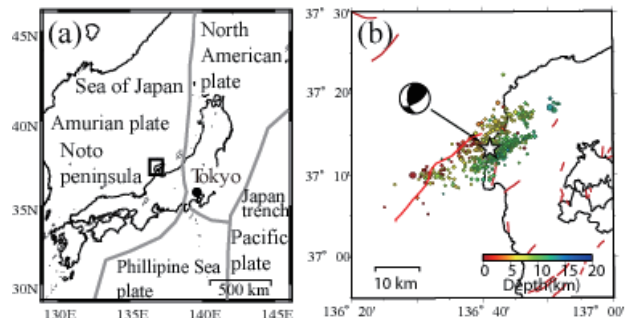 (a)
North
American
plate
Sea of Japan
45N
Amurian plate
40N
Noto
peninsula
Tokyo
Japan
trench
35N
Pacific
plate
Phillipine Sea
plate
500 km
30N
130E
135E
140E
145E
(b)
37° 30'
37° 20'
37° 10'
37° 00'
10 km
0 5 10 15 20
Depth(km)
136° 20'
136° 40'
137° 00'